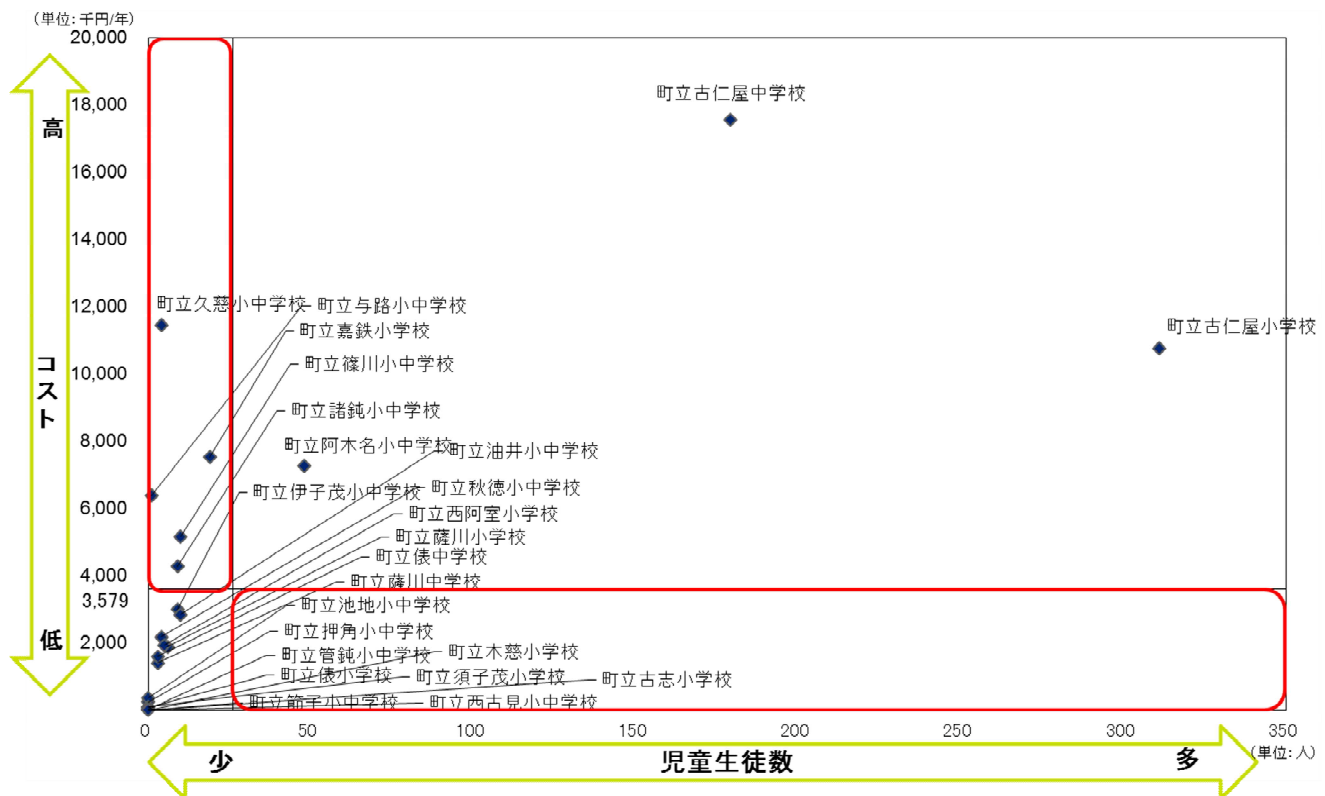 (単位:千円/年)
20,000
18,000
16,000
14,000
12,000
10,000
8,000
6,000
4,000
3,579
2,000
高
コスト
低
町立古仁屋中学校
町立久慈小中学校
町立与路小中学校
町立嘉鉄小学校
町立古仁屋小学校
町立篠川小中学校
町立諸鈍小中学校
町立阿木名小中学校
町立油井小中学校
町立伊子茂小中学校
町立秋徳小中学校
町立西阿室小学校
町立薩川小学校
町立俵中学校
町立薩川中学校
町立池地小中学校
町立押角小中学校
町立管鈍小中学校
町立木慈小学校
町立俵小学校
町立須子茂小学校
町立古志小学校
町立節子小中学校
町立西古見小中学校
0
50
100
150
200
250
300
350
(単位:人)
少
児童生徒数
多